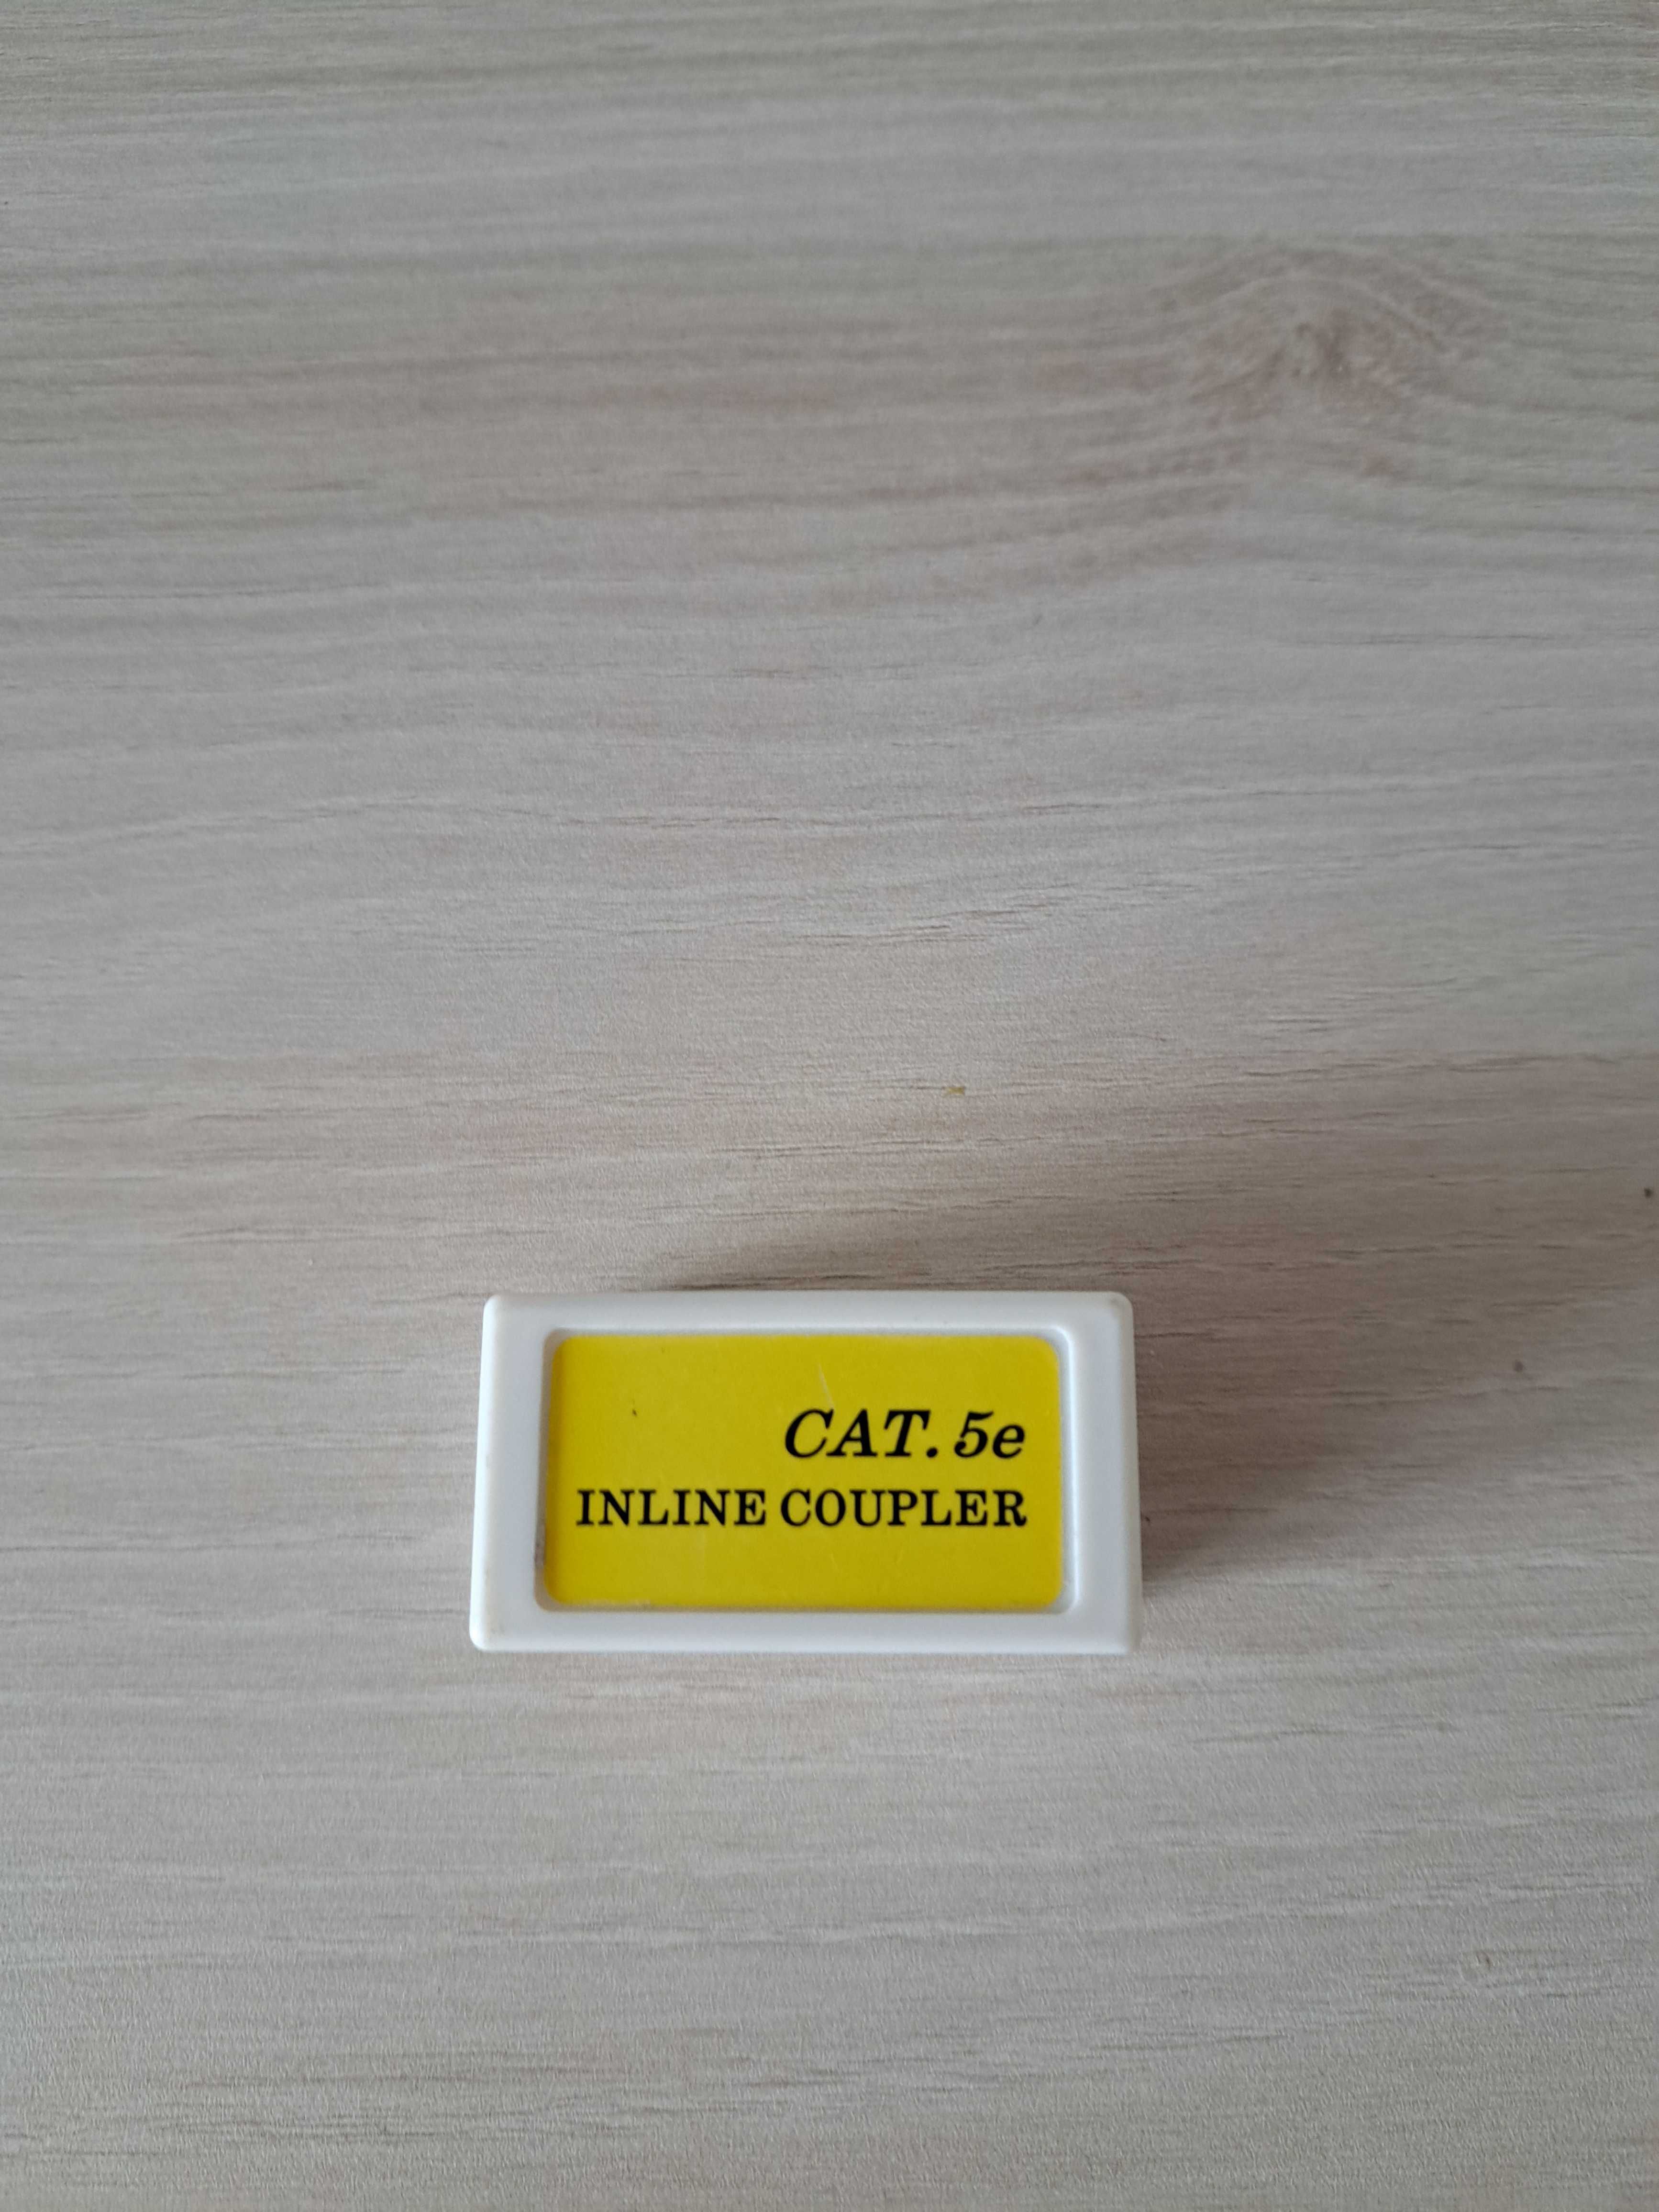 CAT. 5e
INLINE COUPLER